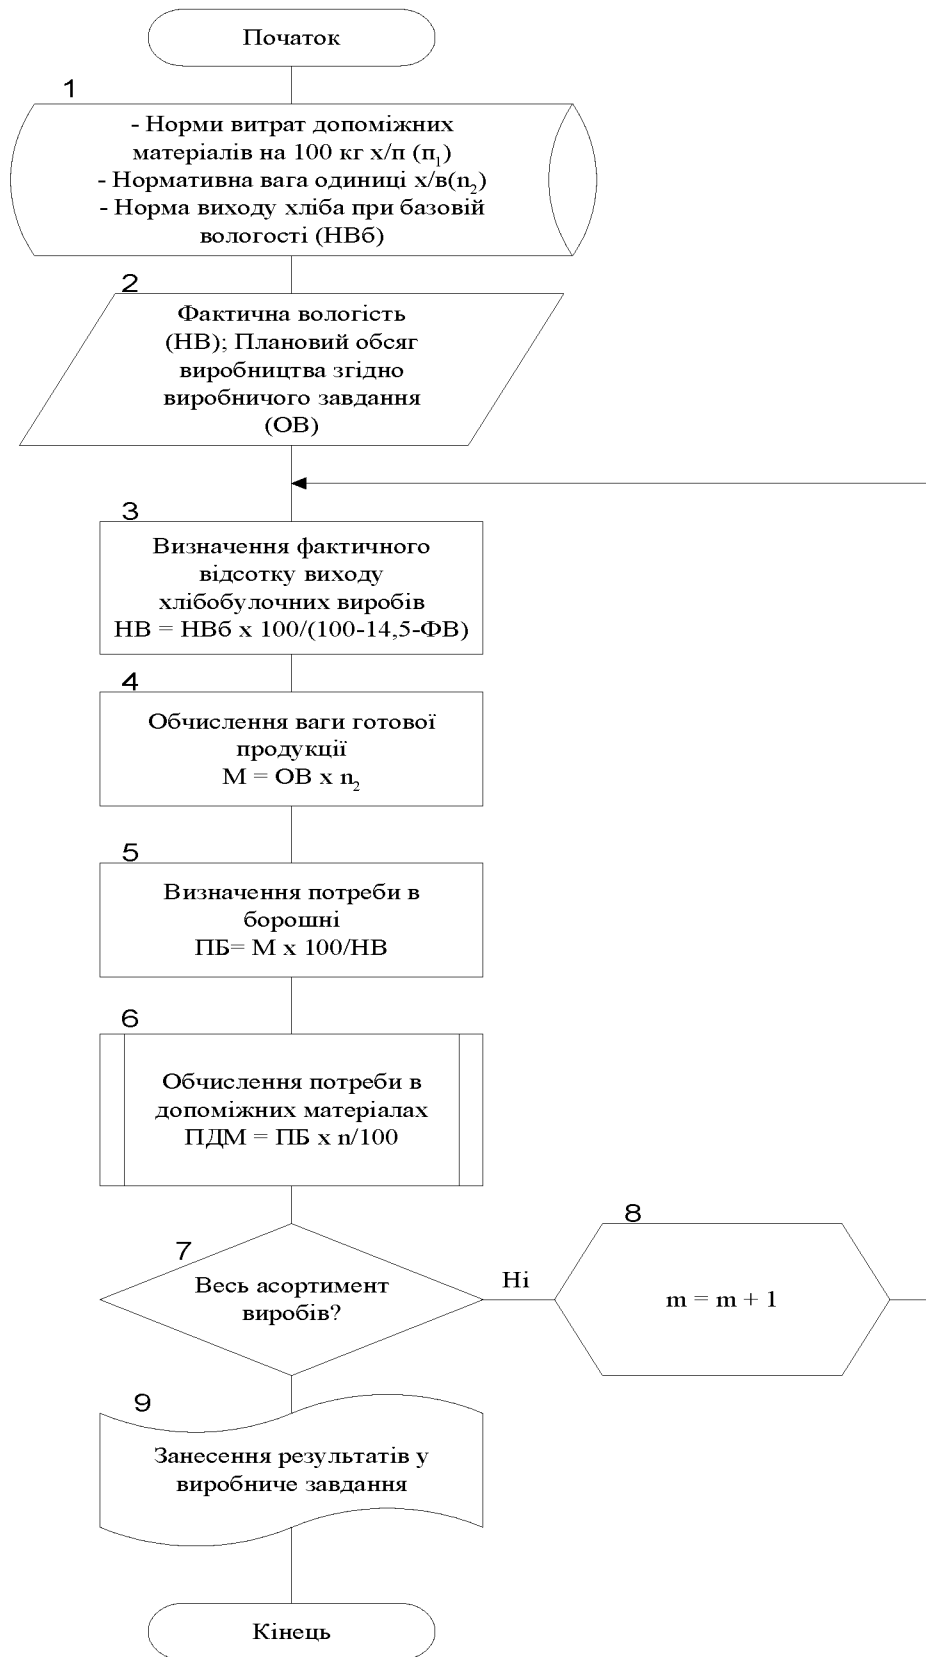 Початок
1
- Норми витрат допоміжних
матеріалів на 100 кг х/п (п₁)
- Нормативна вага одиниці х/в(n₂)
- Норма виходу хліба при базовій
вологості (НВб)
2
Фактична вологість
(НВ); Плановий обсяг
виробництва згідно
виробничого завдання
(ОВ)
3
Визначення фактичного
відсотку виходу
хлібобулочних виробів
НВ = НВб х 100/(100-14,5-ФВ)
4
Обчислення ваги готової
продукції
М = ОВ х n₂
5
Визначення потреби в
борошні
ПБ= М х 100/НВ
6
Обчислення потреби в
допоміжних матеріалах
ПДМ = ПБ х n/100
7
Весь асортимент
виробів?
Ні
8
m = m + 1
9
Занесення результатів у
виробниче завдання
Кінець